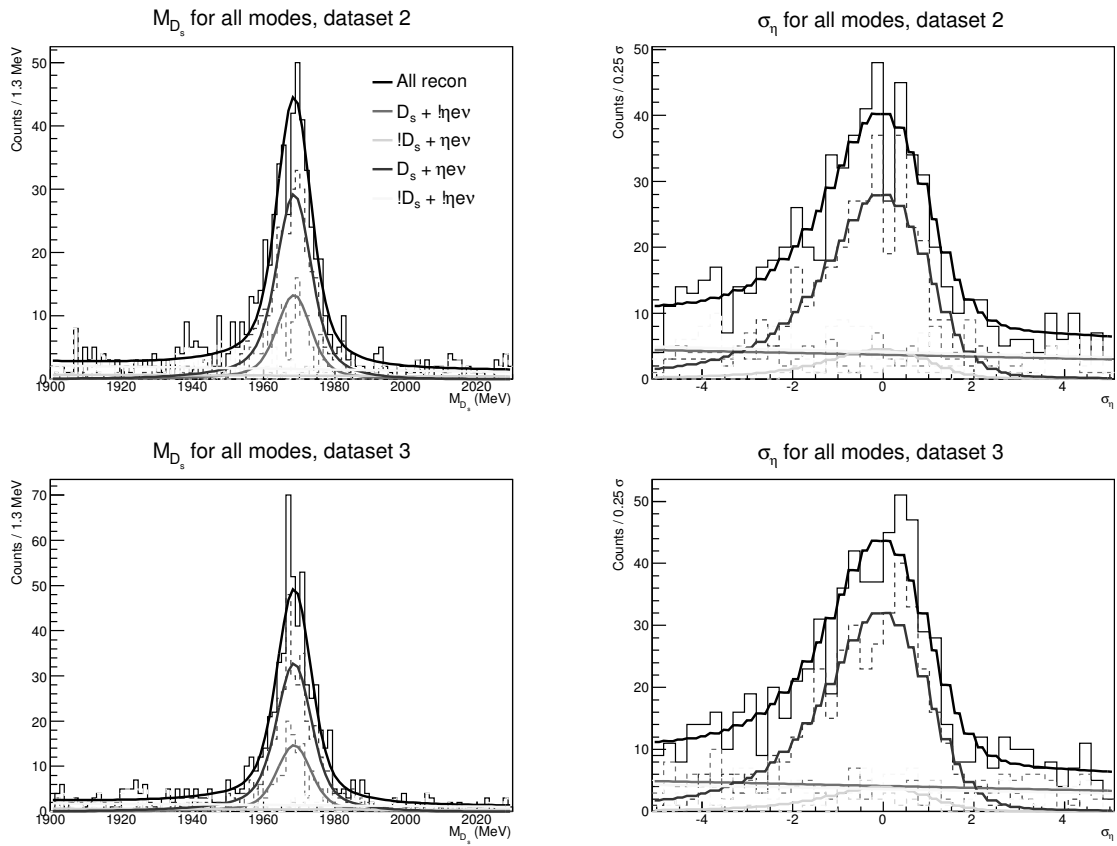 M_{D_s} for all modes, dataset 2
Counts / 1.3 MeV
50
40
30
20
10
1900 1920 1940 1960 1980 2000 2020
M_{D_s} (MeV)
All recon
D_s + !ηeν
!D_s + ηeν
D_s + ηeν
!D_s + !ηeν
σ_η for all modes, dataset 2
Counts / 0.25 σ
50
40
30
20
10
0
-4 -2 0 2 4
σ_η
M_{D_s} for all modes, dataset 3
Counts / 1.3 MeV
70
60
50
40
30
20
10
1900 1920 1940 1960 1980 2000 2020
M_{D_s} (MeV)
σ_η for all modes, dataset 3
Counts / 0.25 σ
50
40
30
20
10
0
-4 -2 0 2 4
σ_η